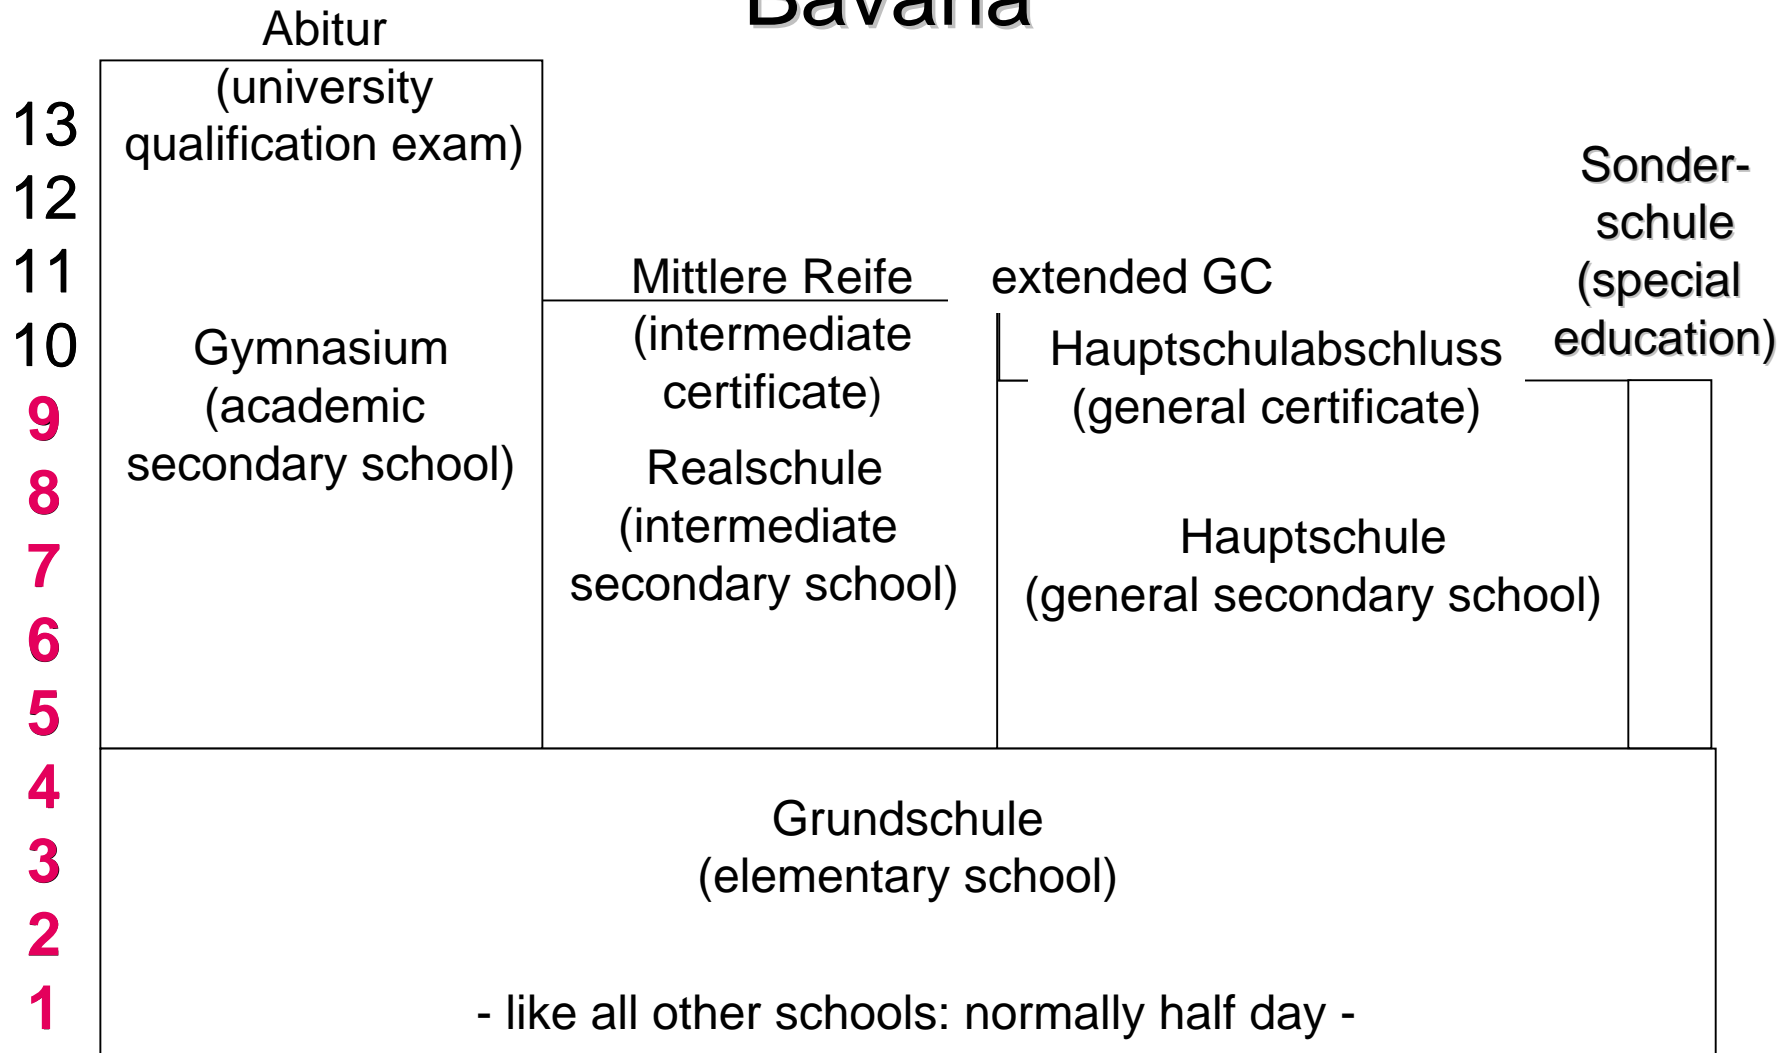 Bavaria
Abitur
(university
qualification exam)
13
12
11
10
9
8
7
6
5
4
3
2
1
Gymnasium
(academic
secondary school)
Mittlere Reife
(intermediate
certificate)
Realschule
(intermediate
secondary school)
extended GC
Hauptschulabschluss
(general certificate)
Hauptschule
(general secondary school)
Sonder-
schule
(special
education)
Grundschule
(elementary school)
- like all other schools: normally half day -